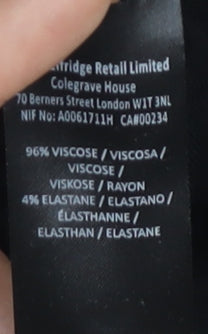 fridge Retail Limited
Colegrave House
70 Berners Street London W1T 3NL
NIF No: A0061711H CA#00234
96% VISCOSE / VISCOSA /
VISCOSE /
VISKOSE / RAYON
4% ELASTANE / ELASTANO /
ÉLASTHANNE /
ELASTHAN / ELASTANE